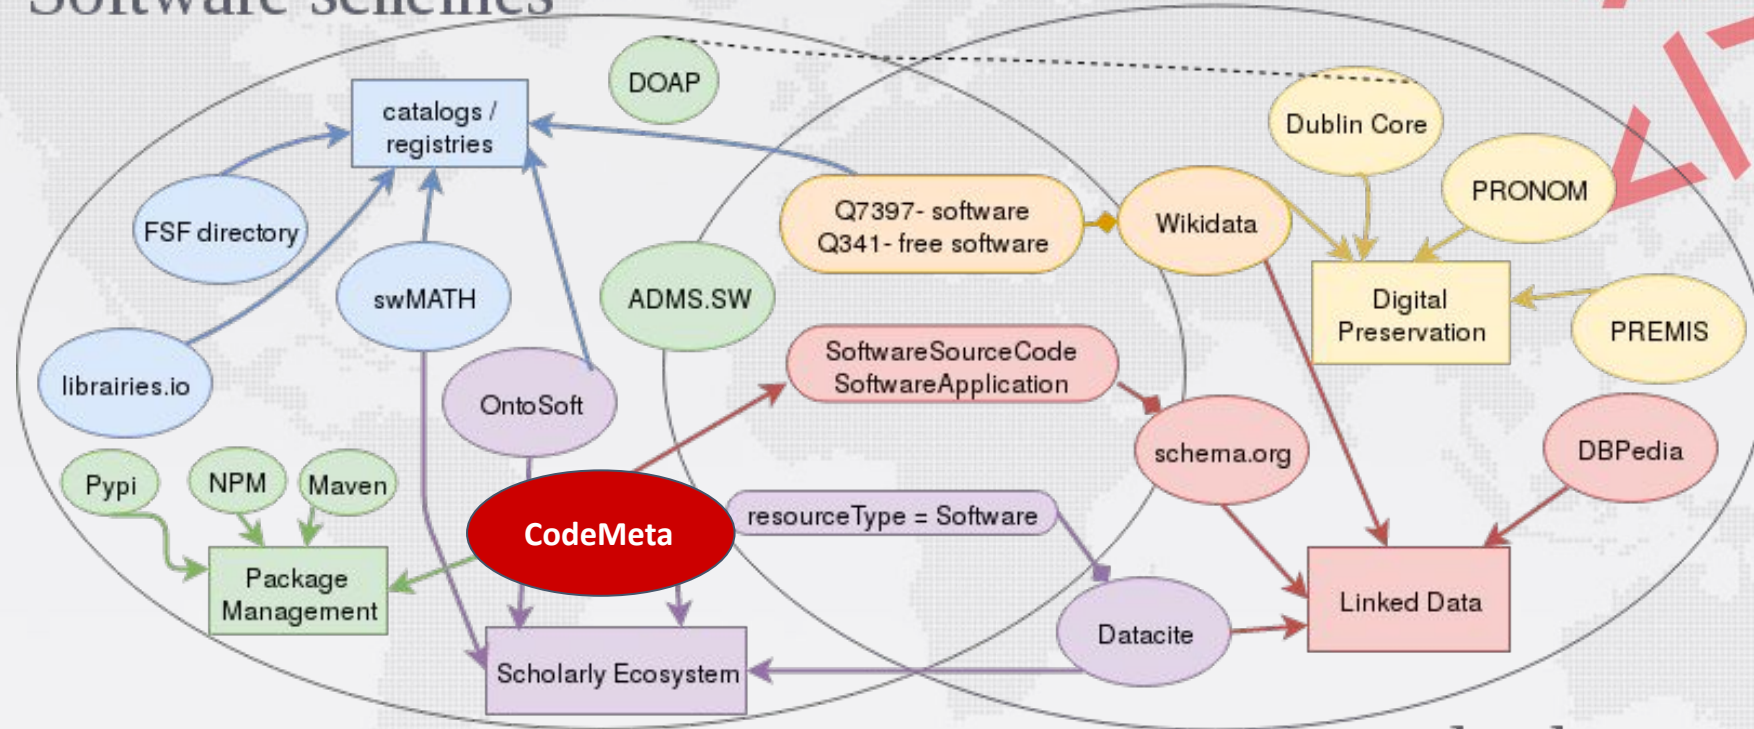 Software schemes
DOAP
catalogs /
registries
Dublin Core
PRONOM
FSF directory
Q7397- software
Q341- free software
Wikidata
swMATH
ADMS.SW
Digital
Preservation
PREMIS
librairies.io
OntoSoft
SoftwareSourceCode
SoftwareApplication
schema.org
DBPedia
Pypi
NPM
Maven
CodeMeta
resourceType = Software
Package
Management
Linked Data
Datacite
Scholarly Ecosystem